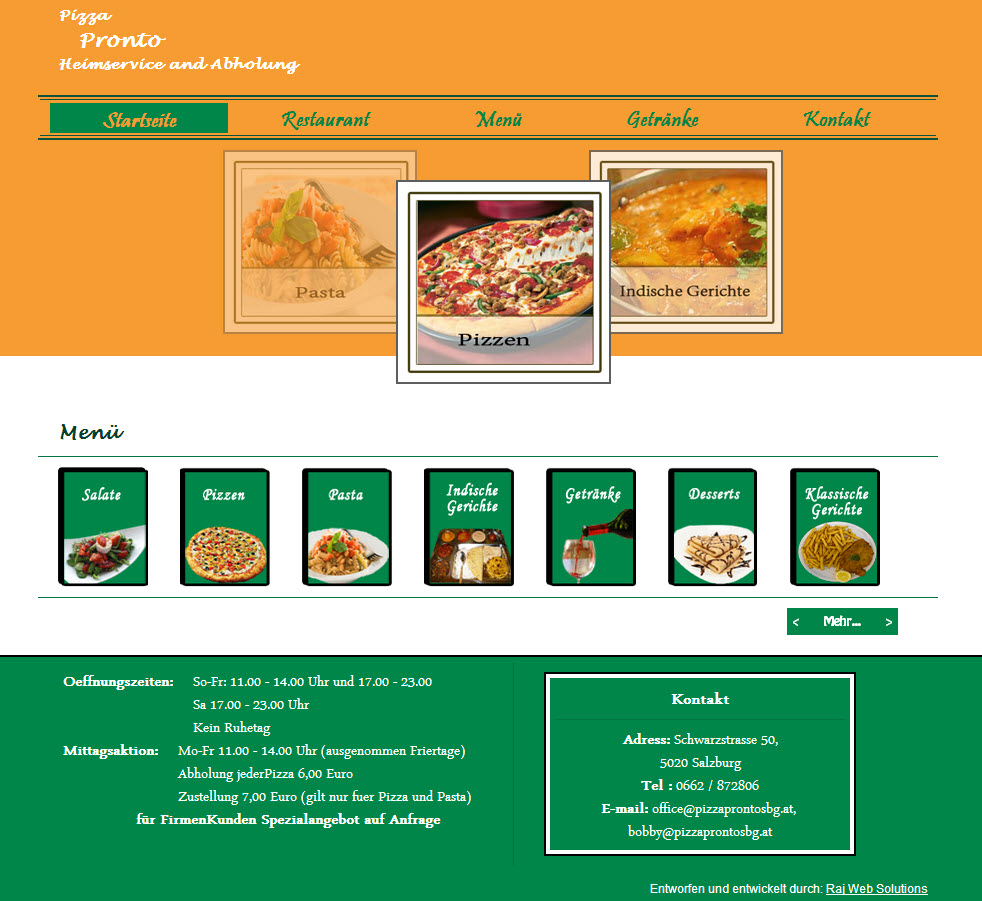 Pizza
Pronto
Heimservice and Abholung
Startseite Restaurant Menü Getränke Kontakt
Pasta
Pizzen
Indische Gerichte
Menü
Salate
Pizzen
Pasta
Indische
Gerichte
Getränke
Desserts
Klassische
Gerichte
< Mehr... >
Oeffnungszeiten: So-Fr: 11.00 - 14.00 Uhr und 17.00 - 23.00
Sa 17.00 - 23.00 Uhr
Kein Ruhetag
Mittagsaktion: Mo-Fr 11.00 - 14.00 Uhr (ausgenommen Friertage)
Abholung jederPizza 6,00 Euro
Zustellung 7,00 Euro (gilt nur fuer Pizza und Pasta)
für FirmenKunden Spezialangebot auf Anfrage
Kontakt
Adress: Schwarzstrasse 50,
5020 Salzburg
Tel : 0662 / 872806
E-mail: office@pizzaprontosbg.at,
bobby@pizzaprontosbg.at
Entworfen und entwickelt durch: Raj Web Solutions